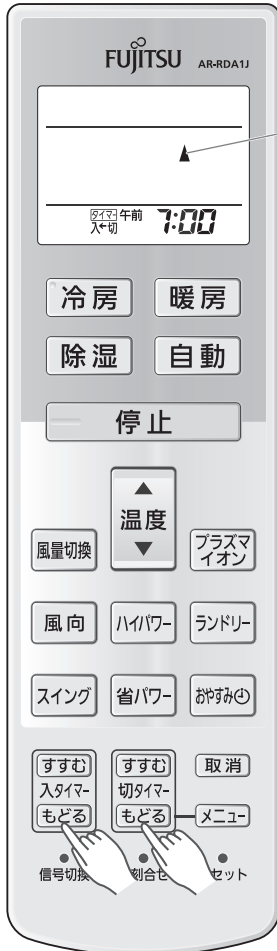 FUJITSU AR-RDA1J
タイマー 午前 7:00
入←切
冷房 暖房
除湿 自動
停止
温度
風量切換 プラズマイオン
風向 ハイパワー ランドリー
スイング 省パワー おやすみ
すすむ すすむ 取消
入タイマー 切タイマー
もどる もどる メニュー
信号切換 刻合せ セット